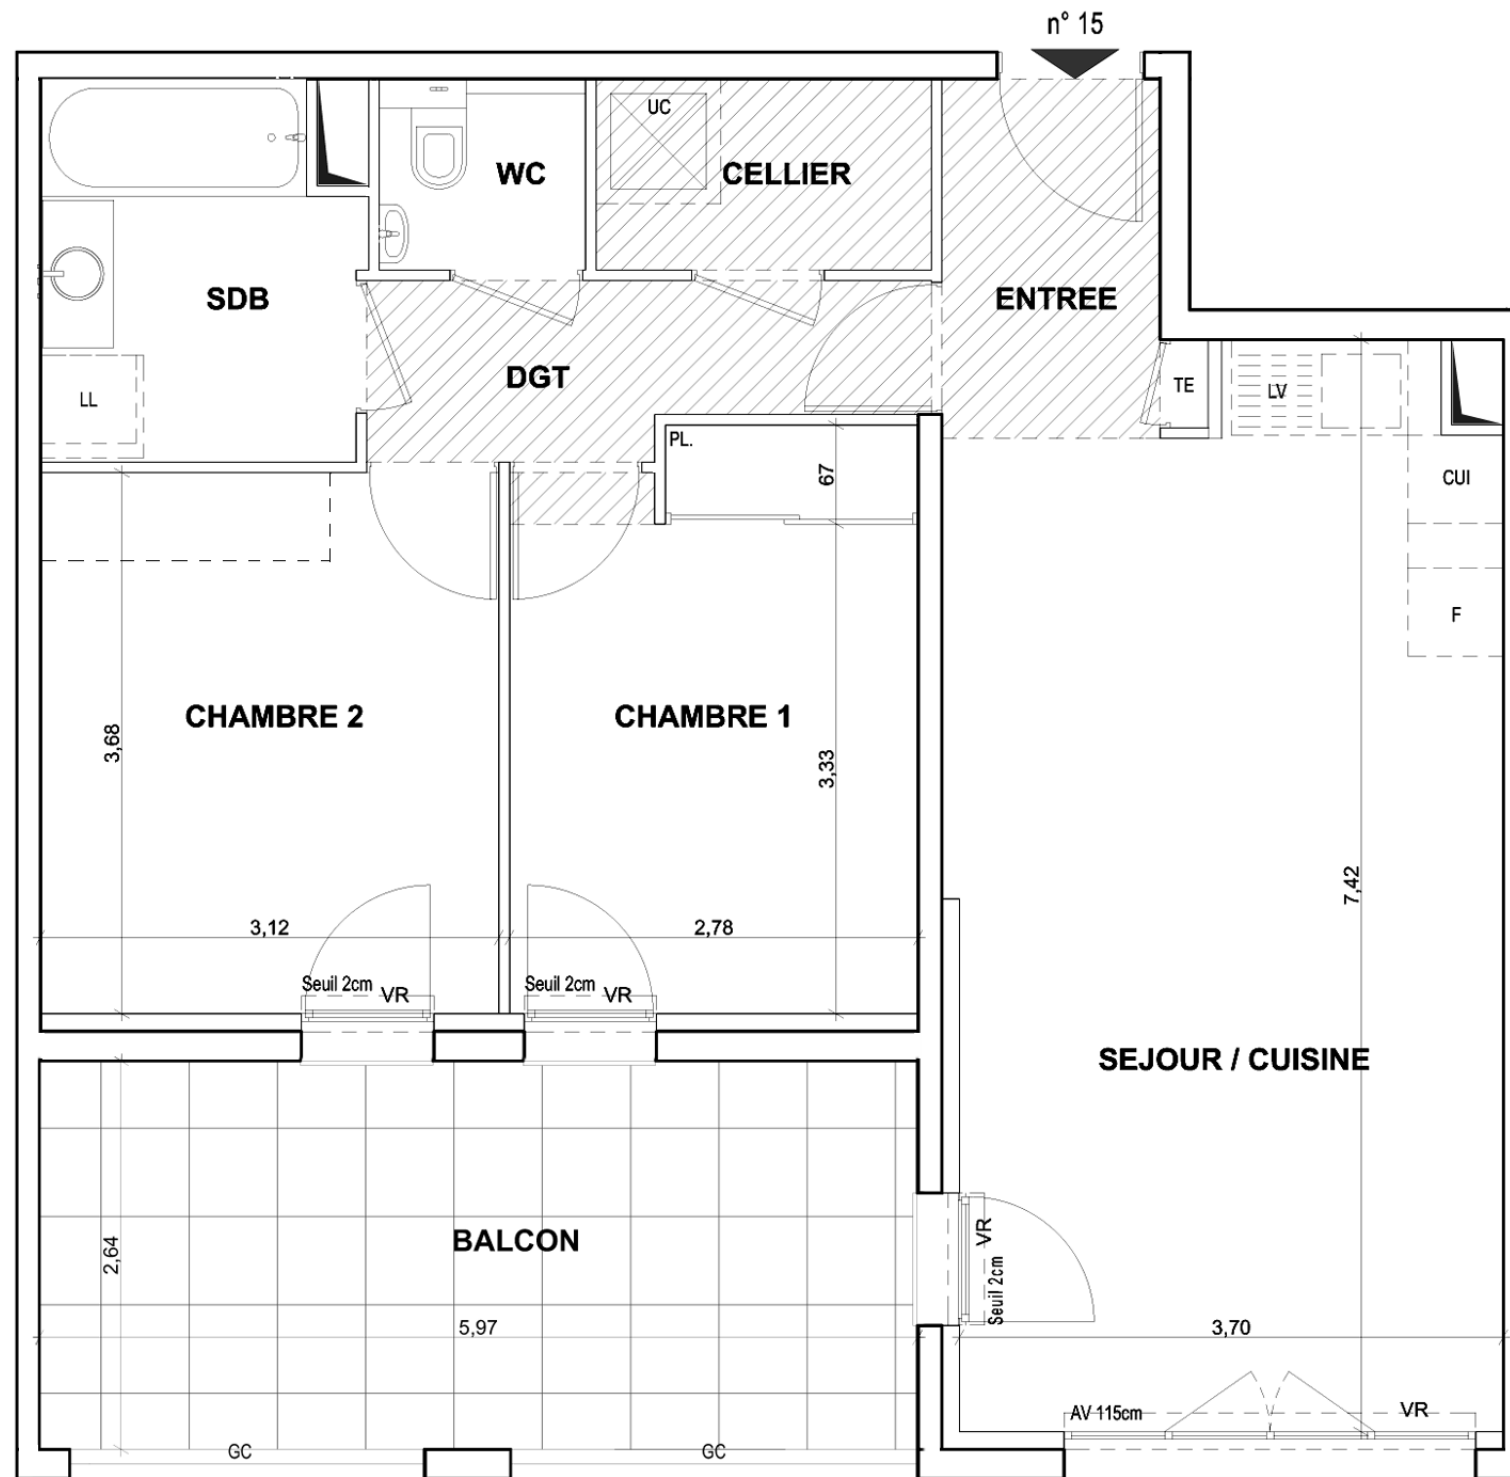 n° 15
UC
WC
CELLIER
SDB
ENTREE
DGT
LL
TE
LV
PL.
67
CUI
F
CHAMBRE 2
CHAMBRE 1
3,68
3,33
7,42
3,12
2,78
Seuil 2cm
VR
Seuil 2cm
VR
SEJOUR / CUISINE
BALCON
2,64
VR
Seuil 2cm
5,97
3,70
AV 115cm
VR
GC
GC